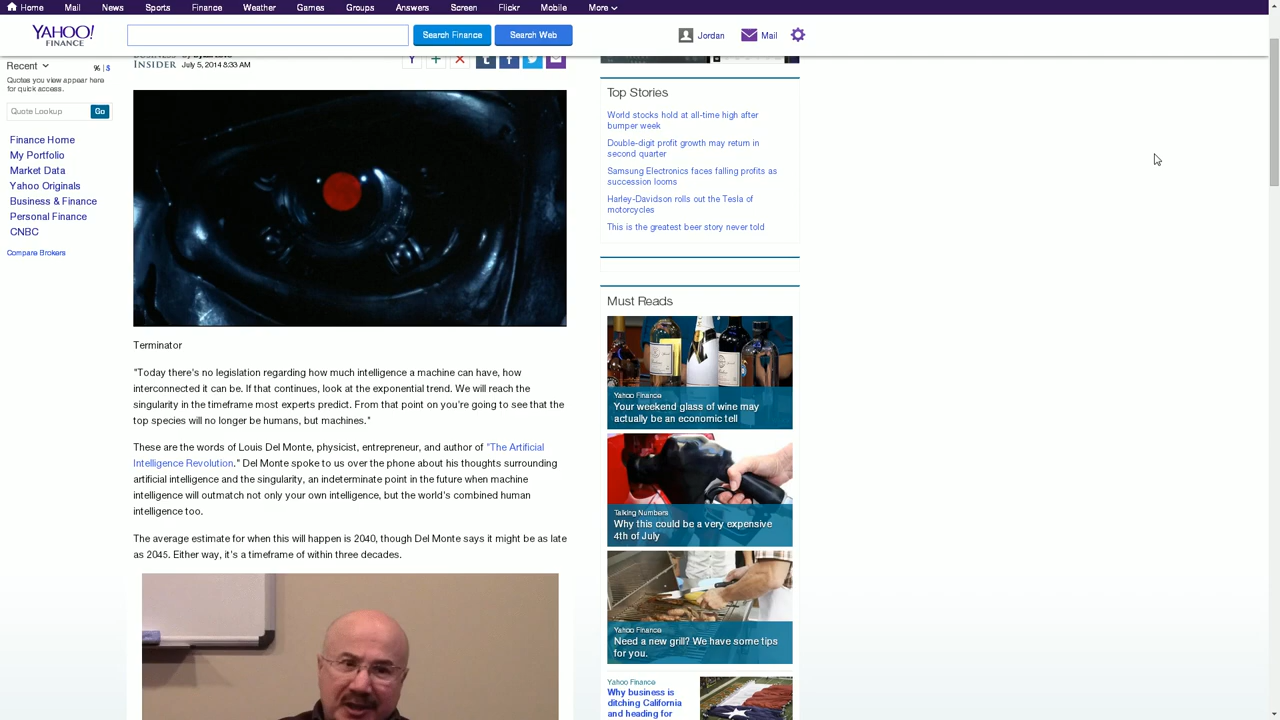 Home Mail News Sports Finance Weather Games Groups Answers Screen Flickr Mobile More
YAHOO!
FINANCE
Search Finance
Search Web
Jordan
Mail
Recent
% | $
Quotes you view appear here
for quick access.
Quote Lookup
Go
Finance Home
My Portfolio
Market Data
Yahoo Originals
Business & Finance
Personal Finance
CNBC
Compare Brokers
INSIDER
July 5, 2014 8:33 AM
Terminator
"Today there's no legislation regarding how much intelligence a machine can have, how
interconnected it can be. If that continues, look at the exponential trend. We will reach the
singularity in the timeframe most experts predict. From that point on you're going to see that the
top species will no longer be humans, but machines."
These are the words of Louis Del Monte, physicist, entrepreneur, and author of "The Artificial
Intelligence Revolution." Del Monte spoke to us over the phone about his thoughts surrounding
artificial intelligence and the singularity, an indeterminate point in the future when machine
intelligence will outmatch not only your own intelligence, but the world's combined human
intelligence too.
The average estimate for when this will happen is 2040, though Del Monte says it might be as late
as 2045. Either way, it's a timeframe of within three decades.
Top Stories
World stocks hold at all-time high after
bumper week
Double-digit profit growth may return in
second quarter
Samsung Electronics faces falling profits as
succession looms
Harley-Davidson rolls out the Tesla of
motorcycles
This is the greatest beer story never told
Must Reads
Yahoo Finance
Your weekend glass of wine may
actually be an economic tell
Talking Numbers
Why this could be a very expensive
4th of July
Yahoo Finance
Need a new grill? We have some tips
for you.
Yahoo Finance
Why business is
ditching California
and heading for